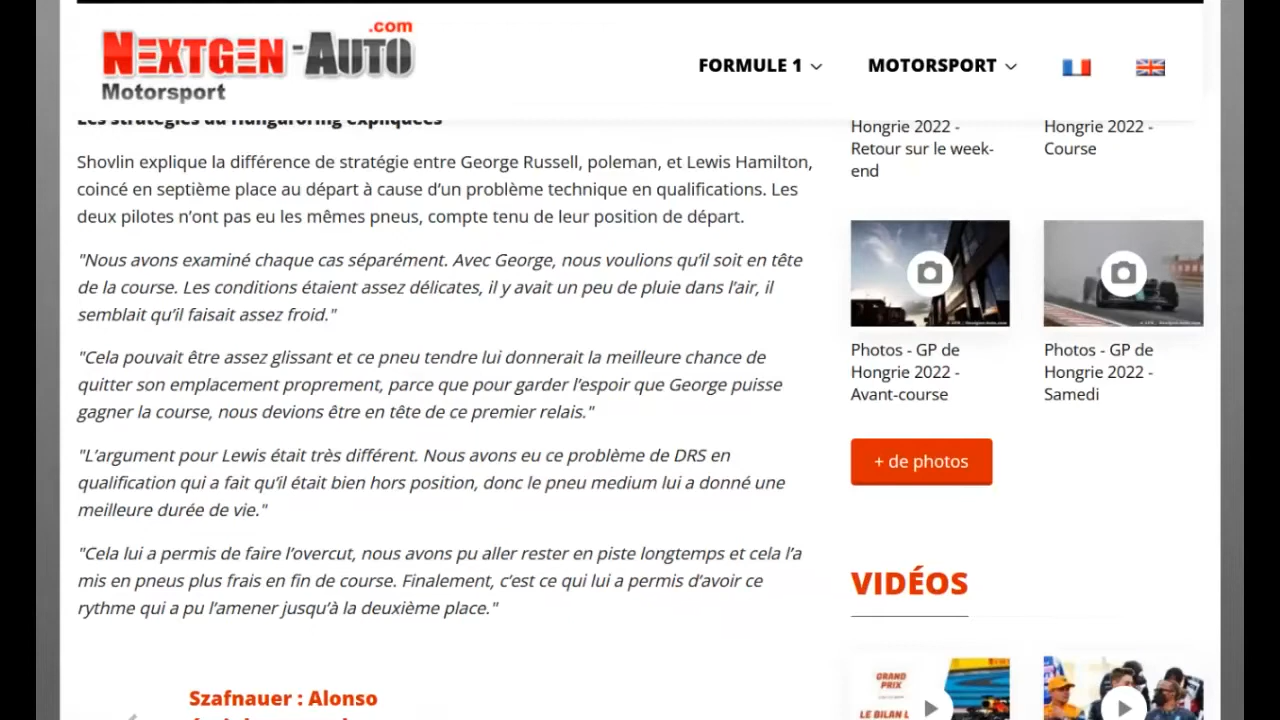 NEXTGEN-AUTO.com
Motorsport
FORMULE 1
MOTORSPORT
Les stratégies du Hungaroring expliquées
Shovlin explique la différence de stratégie entre George Russell, poleman, et Lewis Hamilton,
coincé en septième place au départ à cause d’un problème technique en qualifications. Les
deux pilotes n’ont pas eu les mêmes pneus, compte tenu de leur position de départ.
"Nous avons examiné chaque cas séparément. Avec George, nous voulions qu’il soit en tête
de la course. Les conditions étaient assez délicates, il y avait un peu de pluie dans l’air, il
semblait qu’il faisait assez froid."
"Cela pouvait être assez glissant et ce pneu tendre lui donnerait la meilleure chance de
quitter son emplacement proprement, parce que pour garder l’espoir que George puisse
gagner la course, nous devions être en tête de ce premier relais."
"L’argument pour Lewis était très différent. Nous avons eu ce problème de DRS en
qualification qui a fait qu’il était bien hors position, donc le pneu medium lui a donné une
meilleure durée de vie."
"Cela lui a permis de faire l’overcut, nous avons pu aller rester en piste longtemps et cela l’a
mis en pneus plus frais en fin de course. Finalement, c’est ce qui lui a permis d’avoir ce
rythme qui a pu l’amener jusqu’à la deuxième place."
Szafnauer : Alonso
Hongrie 2022 -
Retour sur le week-
end
Hongrie 2022 -
Course
Photos - GP de
Hongrie 2022 -
Avant-course
Photos - GP de
Hongrie 2022 -
Samedi
+ de photos
VIDÉOS
GRAND
PRIX
LE BILAN